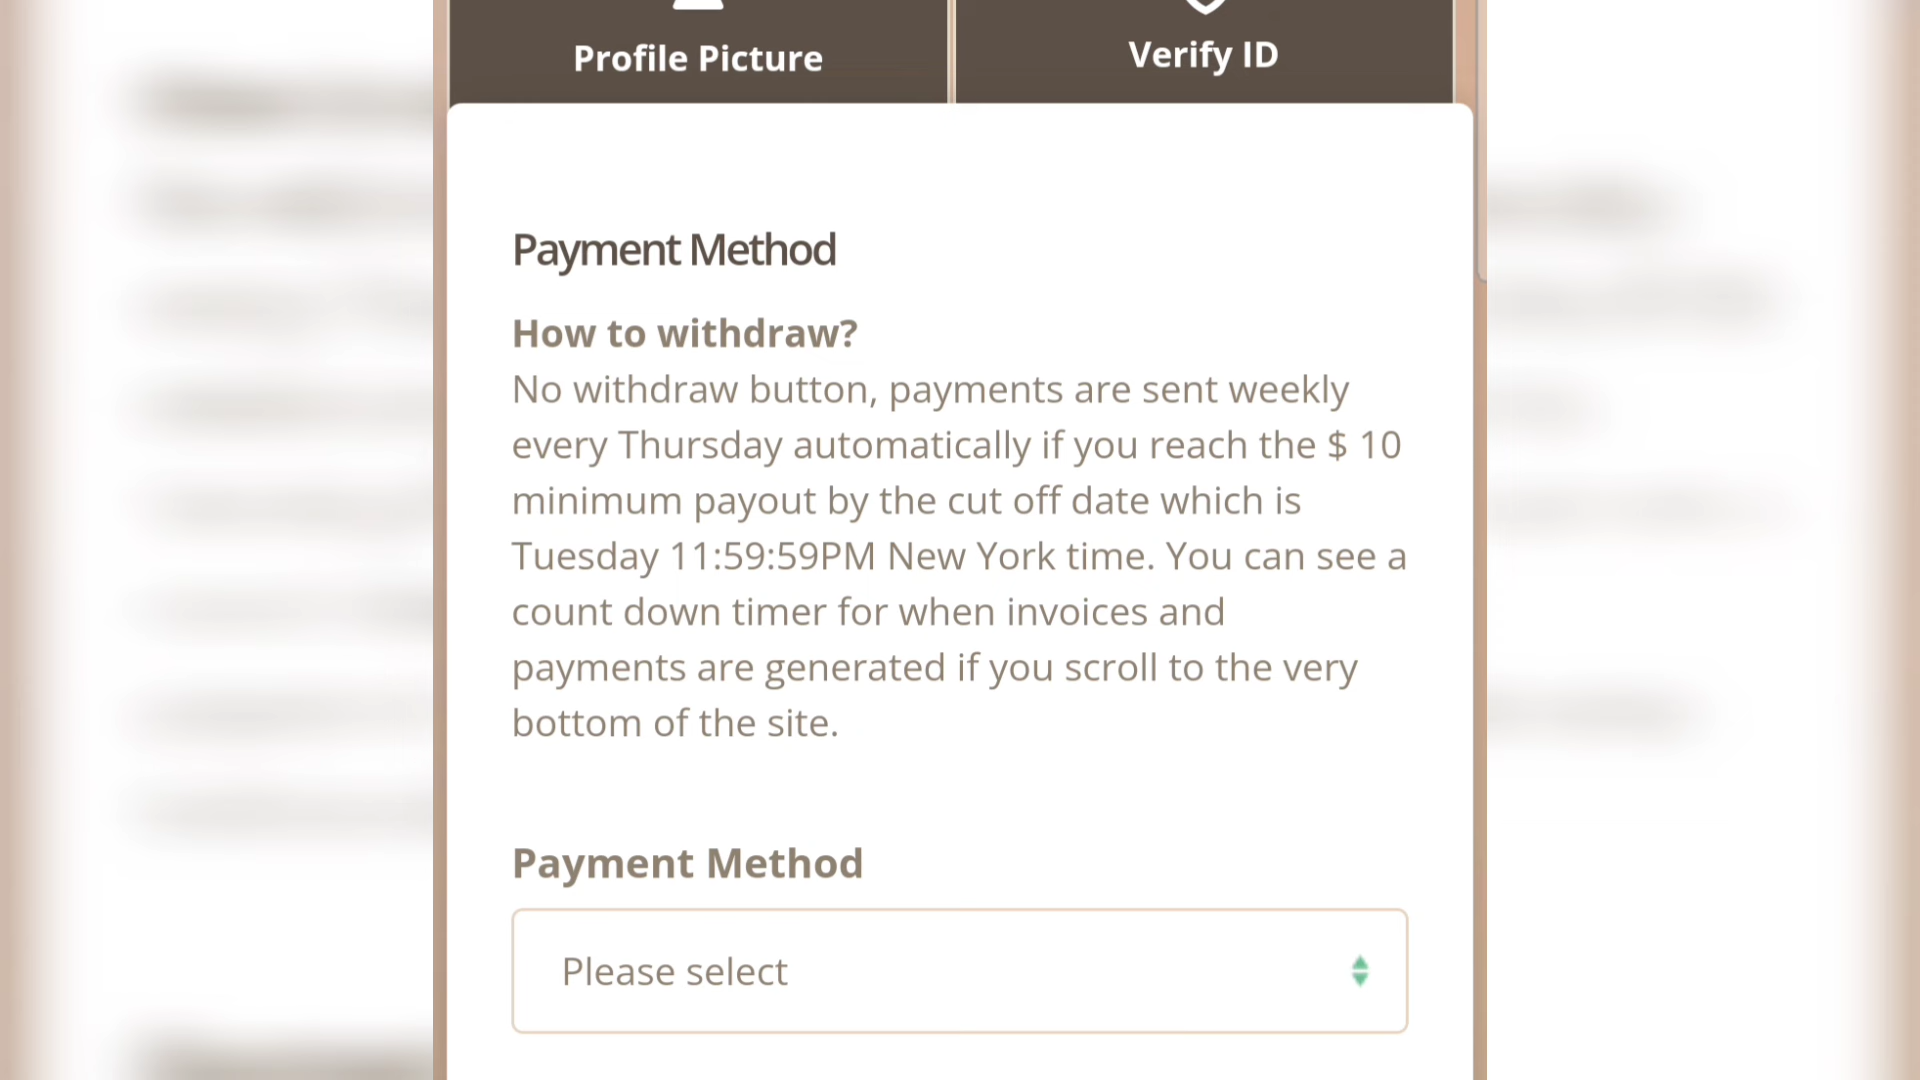 Profile Picture
Verify ID
Payment Method
How to withdraw?
No withdraw button, payments are sent weekly
every Thursday automatically if you reach the $ 10
minimum payout by the cut off date which is
Tuesday 11:59:59PM New York time. You can see a
count down timer for when invoices and
payments are generated if you scroll to the very
bottom of the site.
Payment Method
Please select